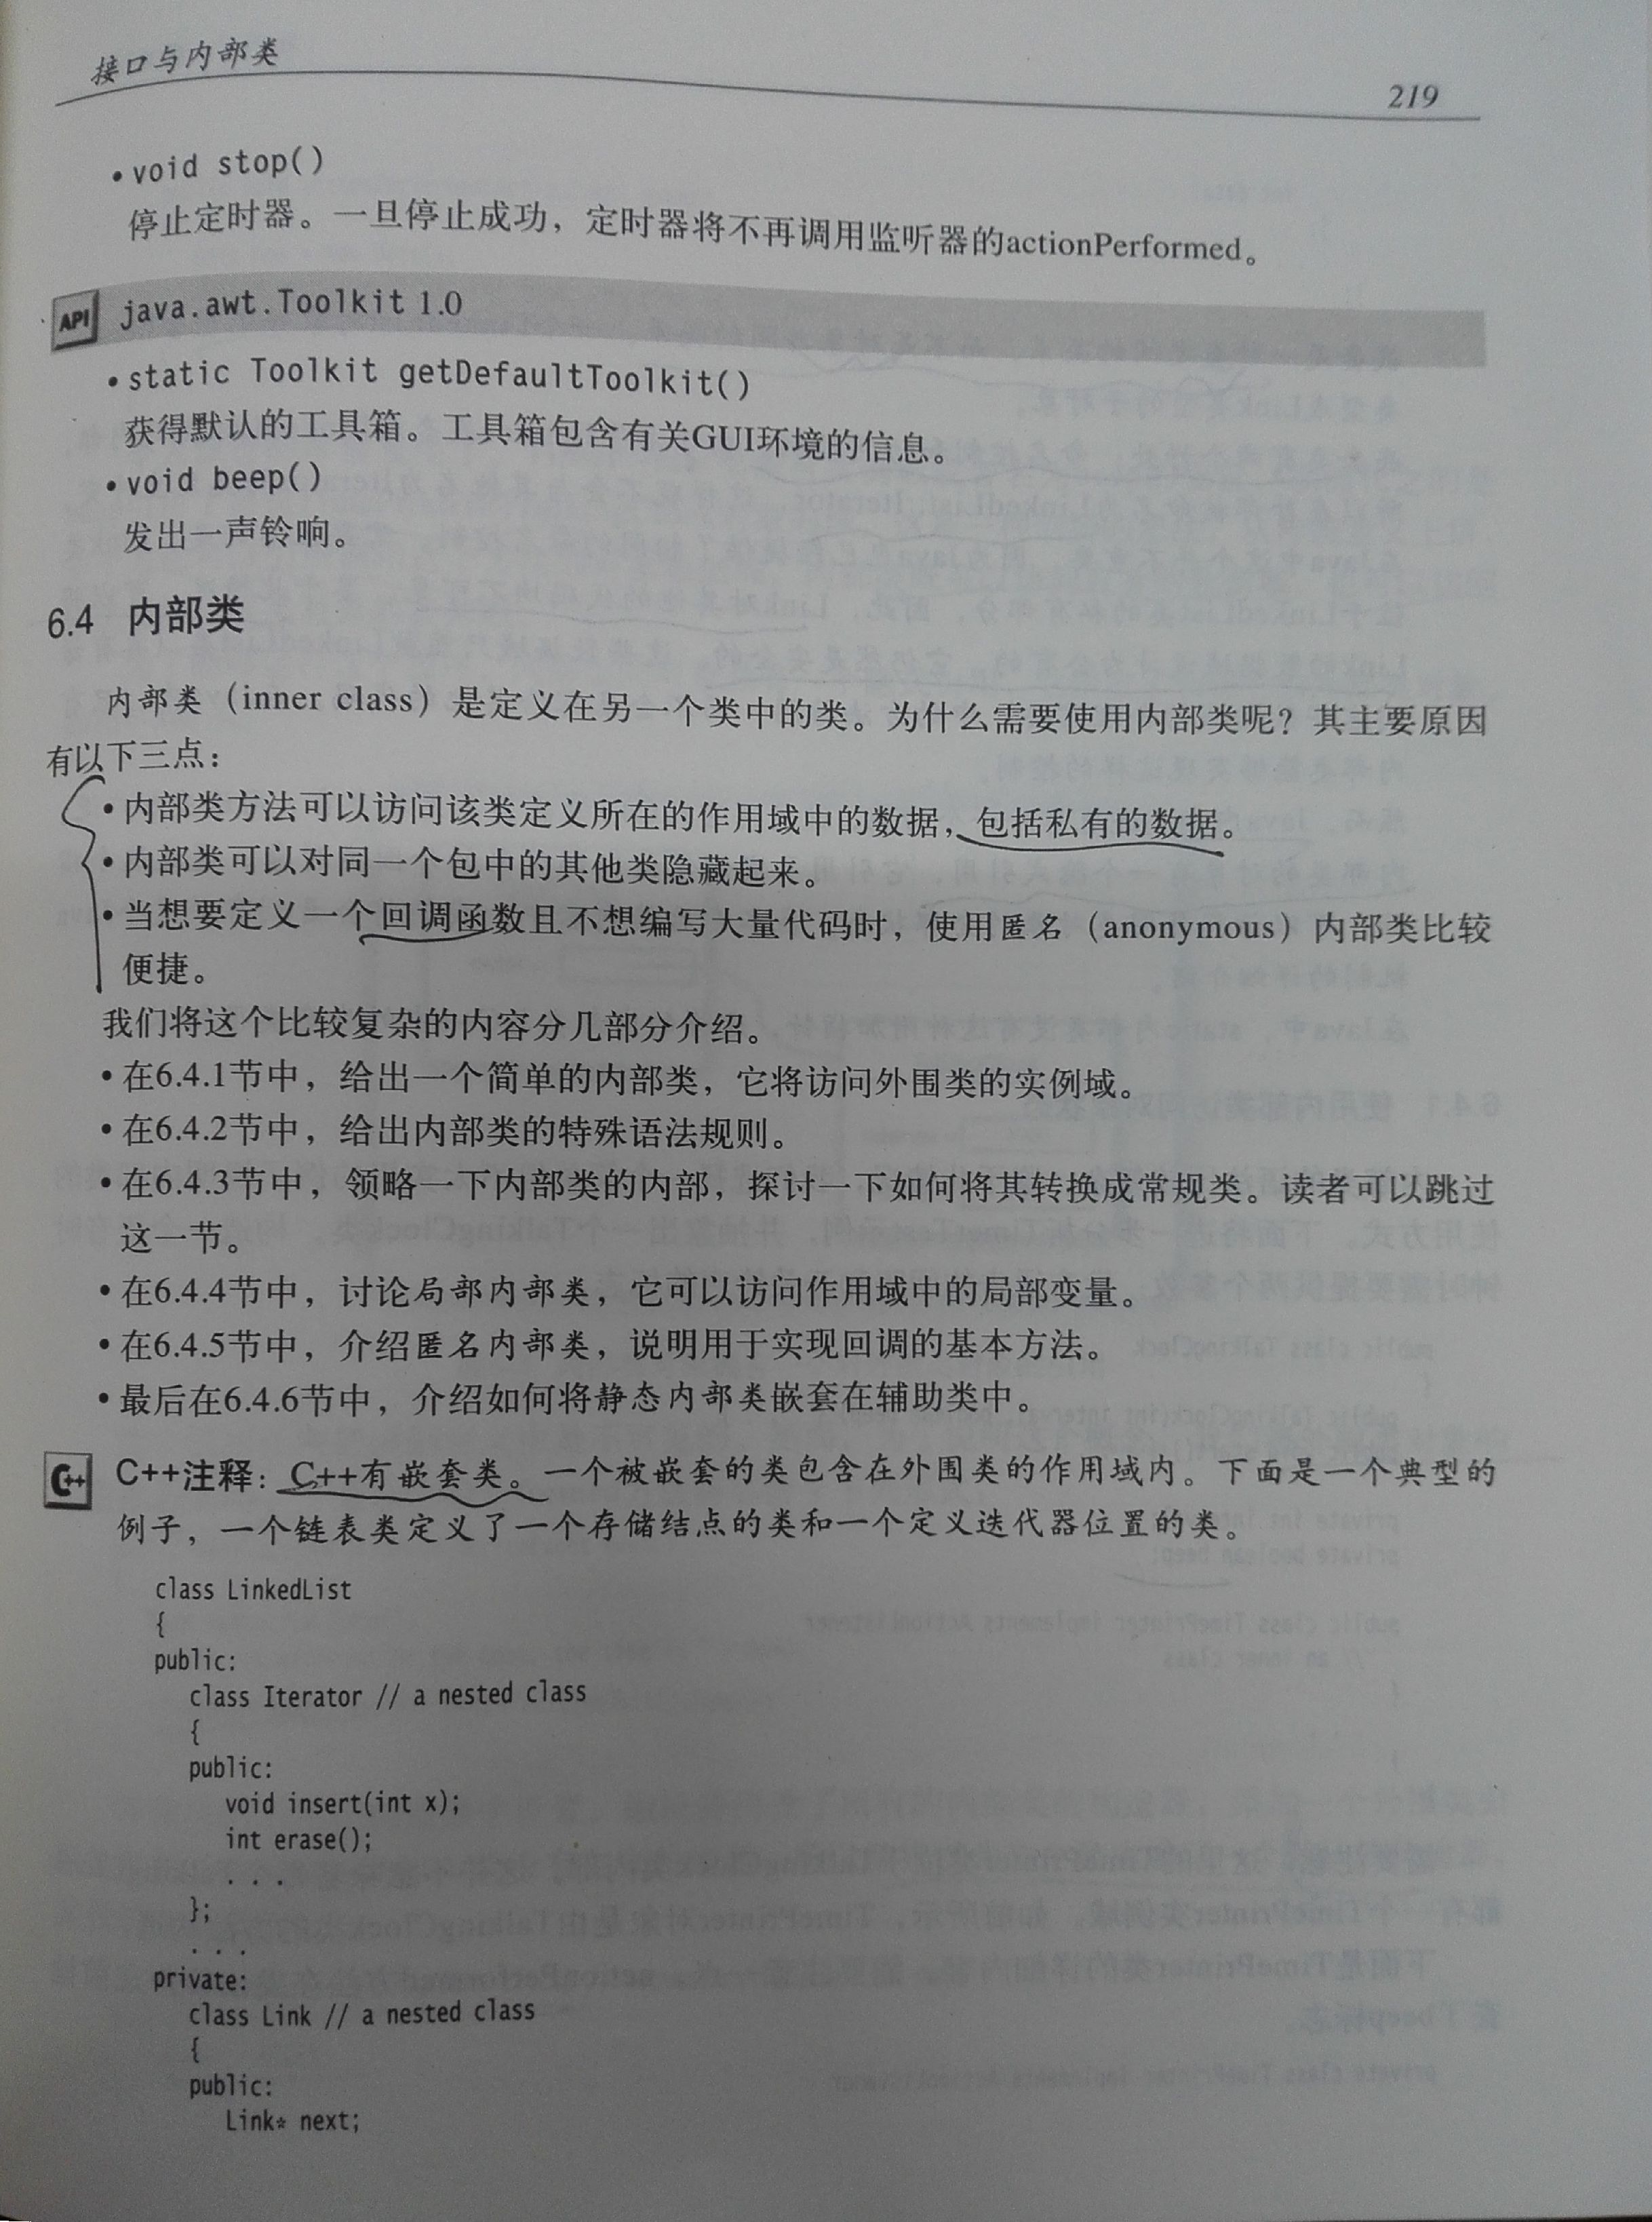 接口与内部类
219
• void stop()
停止定时器。一旦停止成功，定时器将不再调用监听器的actionPerformed。
API java.awt.Toolkit 1.0
• static Toolkit getDefaultToolkit()
获得默认的工具箱。工具箱包含有关GUI环境的信息。
• void beep()
发出一声铃响。
6.4 内部类
内部类（inner class）是定义在另一个类中的类。为什么需要使用内部类呢？其主要原因
有以下三点：
• 内部类方法可以访问该类定义所在的作用域中的数据，包括私有的数据。
• 内部类可以对同一个包中的其他类隐藏起来。
• 当想要定义一个回调函数且不想编写大量代码时，使用匿名（anonymous）内部类比较
便捷。
我们将这个比较复杂的内容分几部分介绍。
• 在6.4.1节中，给出一个简单的内部类，它将访问外围类的实例域。
• 在6.4.2节中，给出内部类的特殊语法规则。
• 在6.4.3节中，领略一下内部类的内部，探讨一下如何将其转换成常规类。读者可以跳过
这一节。
• 在6.4.4节中，讨论局部内部类，它可以访问作用域中的局部变量。
• 在6.4.5节中，介绍匿名内部类，说明用于实现回调的基本方法。
• 最后在6.4.6节中，介绍如何将静态内部类嵌套在辅助类中。
C++ C++注释：C++有嵌套类。一个被嵌套的类包含在外围类的作用域内。下面是一个典型的
例子，一个链表类定义了一个存储结点的类和一个定义迭代器位置的类。
class LinkedList
{
public:
class Iterator // a nested class
{
public:
void insert(int x);
int erase();
. . .
};
. . .
private:
class Link // a nested class
{
public:
Link* next;